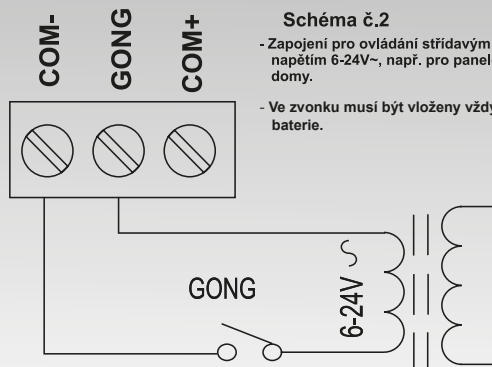 COM-
GONG
COM+
Schéma č.2
- Zapojení pro ovládání střídavým
napětím 6-24V~, např. pro
domy.
- Ve zvonku musí být vloženy vždy
baterie.
GONG
6-24V ~